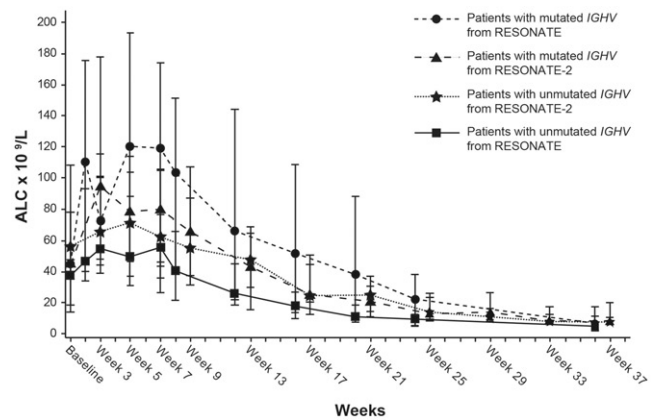 200
180
160
140
120
100
80
60
40
20
0
ALC x 10 ⁹/L
Patients with mutated IGHV
from RESONATE
Patients with mutated IGHV
from RESONATE-2
Patients with unmutated IGHV
from RESONATE-2
Patients with unmutated IGHV
from RESONATE
Baseline
Week 3
Week 5
Week 7
Week 9
Week 13
Week 17
Week 21
Week 25
Week 29
Week 33
Week 37
Weeks